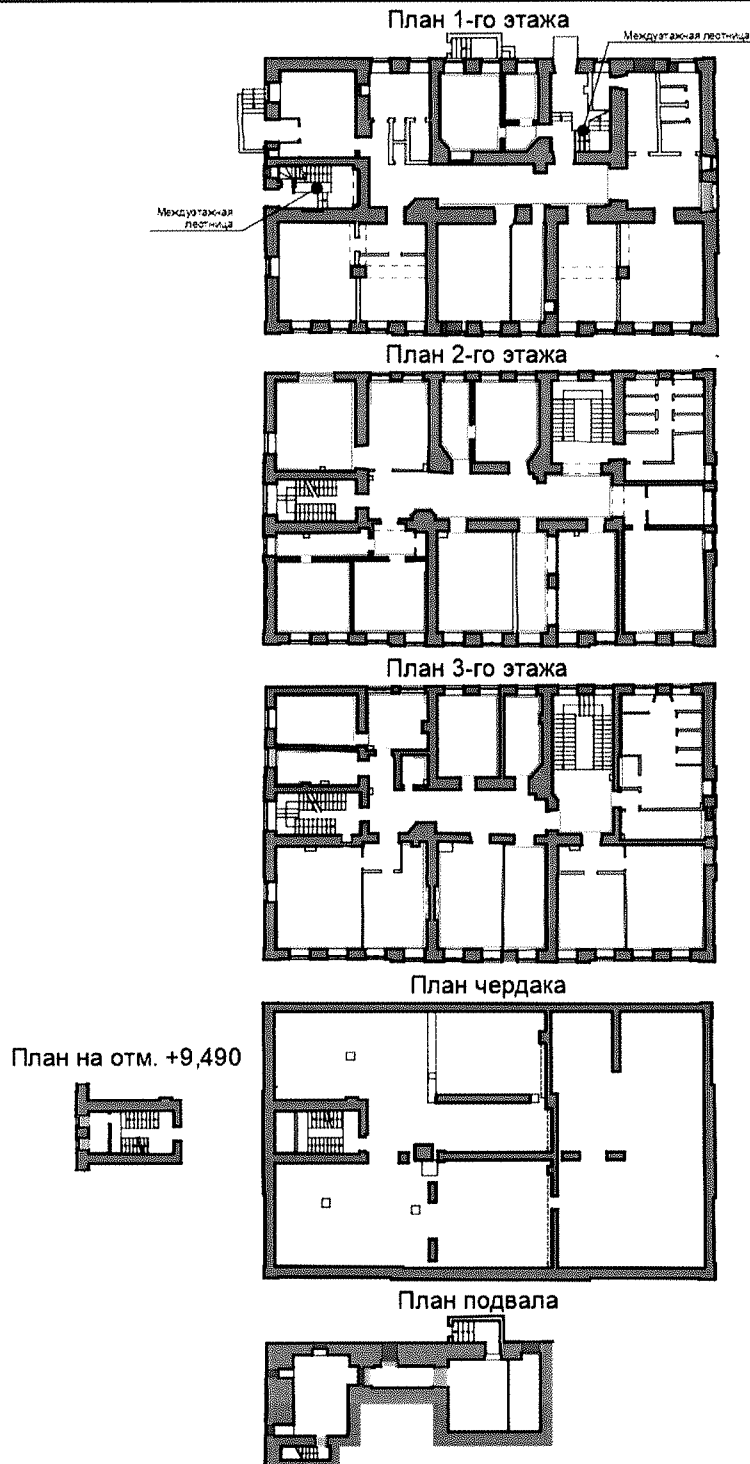 План 1-го этажа
Междуэтажная лестница
Междуэтажная
лестница
План 2-го этажа
План 3-го этажа
План чердака
План на отм. +9,490
План подвала